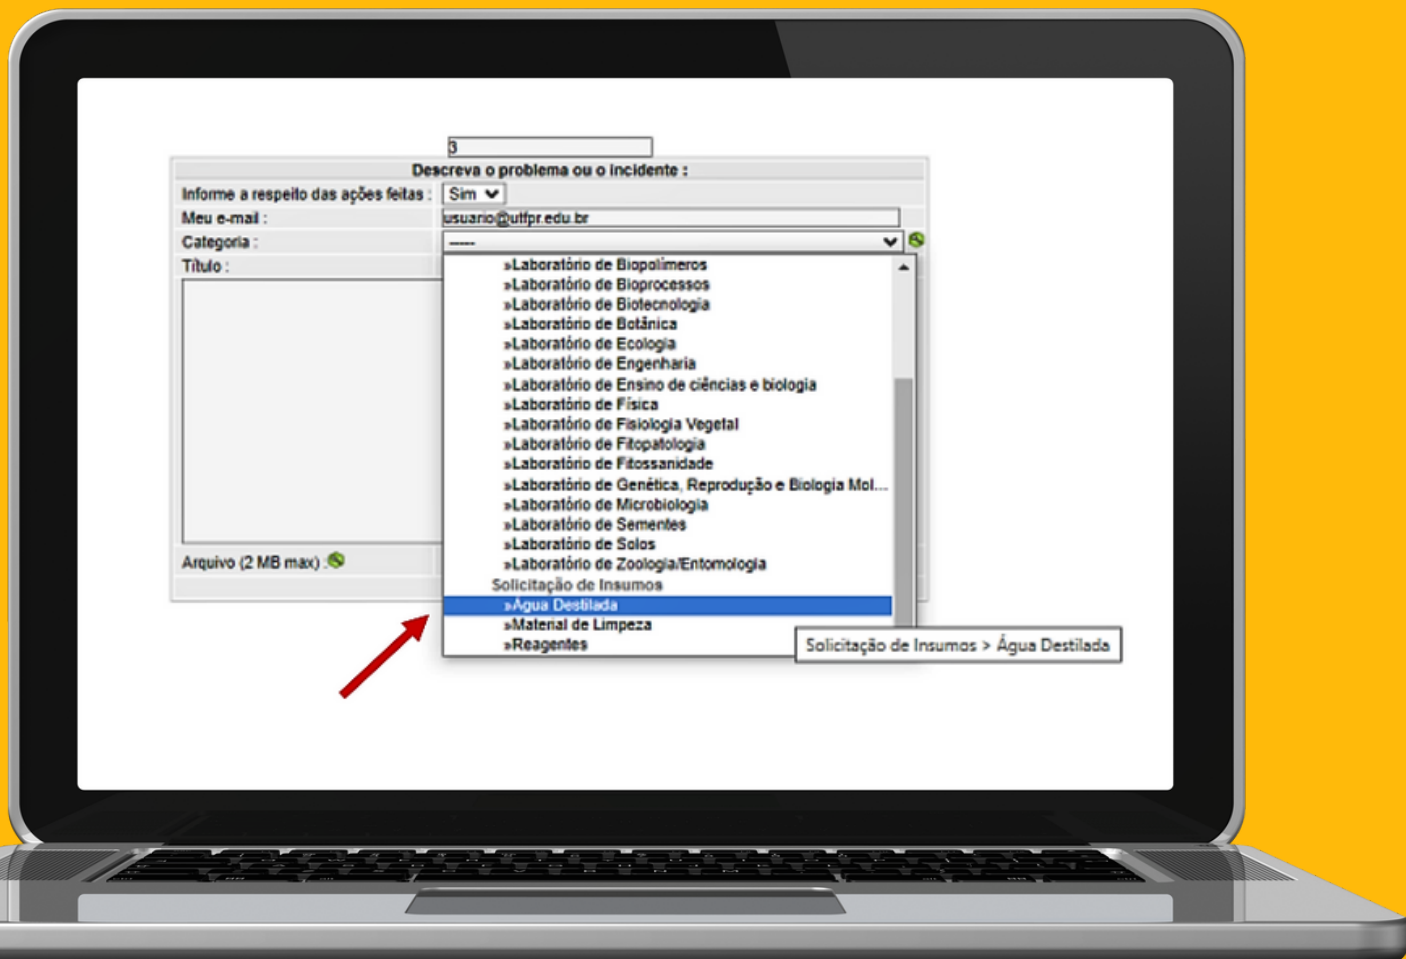 3
Descreva o problema ou o incidente :
Informe a respeito das ações feitas : Sim
Meu e-mail : usuario@utfpr.edu.br
Categoria : -----
Título :
»Laboratório de Biopolímeros
»Laboratório de Bioprocessos
»Laboratório de Biotecnologia
»Laboratório de Botânica
»Laboratório de Ecologia
»Laboratório de Engenharia
»Laboratório de Ensino de ciências e biologia
»Laboratório de Física
»Laboratório de Fisiologia Vegetal
»Laboratório de Fitopatologia
»Laboratório de Fitossanidade
»Laboratório de Genética, Reprodução e Biologia Mol...
»Laboratório de Microbiologia
»Laboratório de Sementes
»Laboratório de Solos
»Laboratório de Zoologia/Entomologia
Solicitação de Insumos
»Água Destilada
»Material de Limpeza
»Reagentes
Arquivo (2 MB max) :
Solicitação de Insumos > Água Destilada